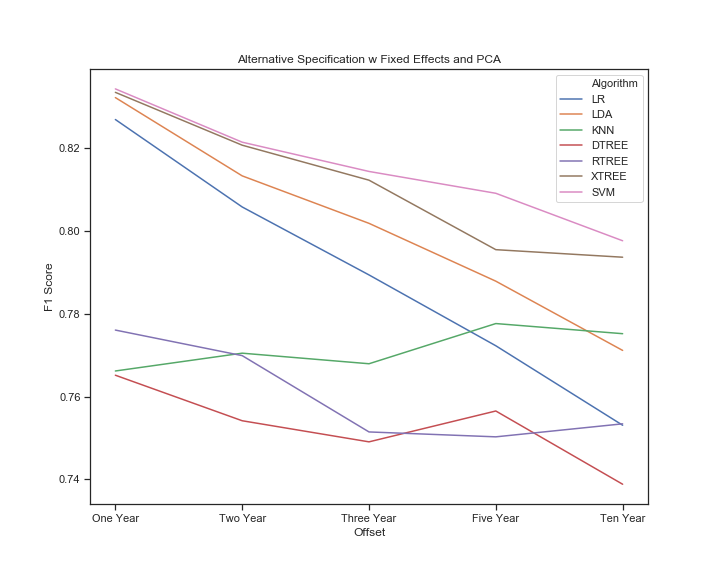 Alternative Specification w Fixed Effects and PCA
Algorithm
LR
LDA
KNN
DTREE
RTREE
XTREE
SVM
0.82
0.80
0.78
0.76
0.74
F1 Score
One Year
Two Year
Three Year
Five Year
Ten Year
Offset